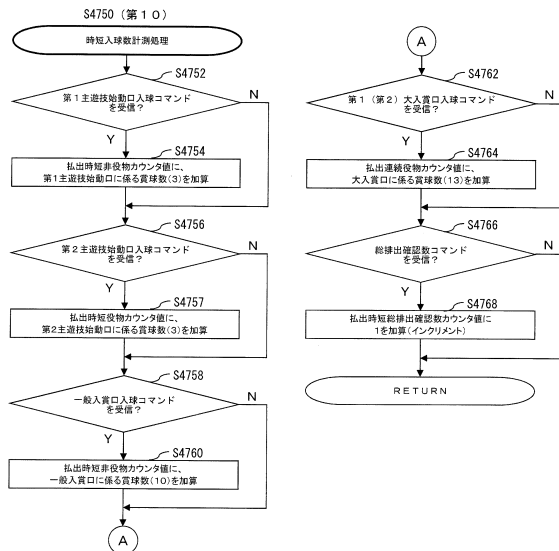 S4750 (第10)
時短入球数計測処理
S4752
第1主遊技始動口入球コマンド
を受信?
N
Y
S4754
払出時短非役物カウンタ値に、
第1主遊技始動口に係る賞球数(3)を加算
S4756
第2主遊技始動口入球コマンド
を受信?
N
Y
S4757
払出時短役物カウンタ値に、
第2主遊技始動口に係る賞球数(3)を加算
S4758
一般入賞口入球コマンド
を受信?
N
Y
S4760
払出時短非役物カウンタ値に、
一般入賞口に係る賞球数(10)を加算
A
A
S4762
第1(第2)大入賞口入球コマンド
を受信?
N
Y
S4764
払出連続役物カウンタ値に、
大入賞口に係る賞球数(13)を加算
S4766
総排出確認数コマンド
を受信?
N
Y
S4768
払出時短総排出確認数カウンタ値に
1を加算(インクリメント)
RETURN